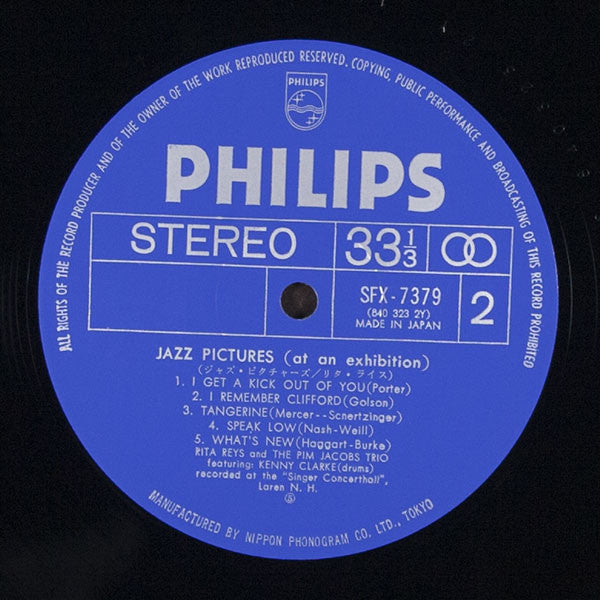 ALL RIGHTS OF THE RECORD PRODUCER AND OF THE OWNER OF THE WORK REPRODUCED RESERVED. COPYING, PUBLIC PERFORMANCE AND BROADCASTING OF THIS RECORD PROHIBITED
PHILIPS
PHILIPS
STEREO 33 1/3
SFX-7379
(840 323 2Y)
MADE IN JAPAN
2
JAZZ PICTURES (at an exhibition)
(ジャズ・ピクチャーズ/リタ・ライス)
1. I GET A KICK OUT OF YOU(Porter)
2. I REMEMBER CLIFFORD(Golson)
3. TANGERINE(Mercer--Scnertzinger)
4. SPEAK LOW(Nash-Weill)
5. WHAT'S NEW(Haggart-Burke)
RITA REYS and THE PIM JACOBS TRIO
featuring: KENNY CLARKE(drums)
recorded at the "Singer Concerthall",
Laren N. H.
Ⓢ
MANUFACTURED BY NIPPON PHONOGRAM CO. LTD., TOKYO